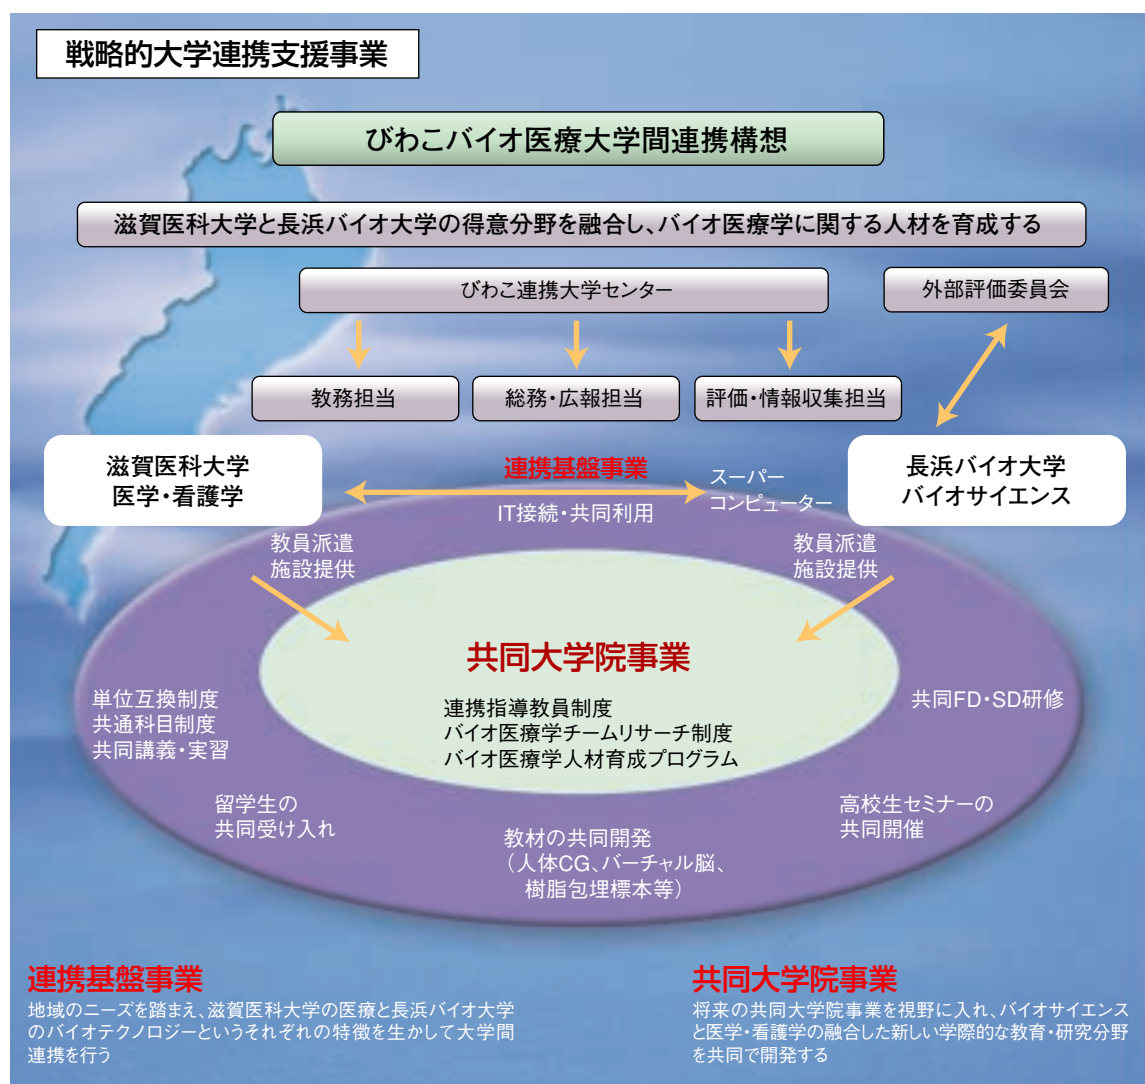 戦略的大学連携支援事業
びわこバイオ医療大学間連携構想
滋賀医科大学と長浜バイオ大学の得意分野を融合し、バイオ医療学に関する人材を育成する
びわこ連携大学センター
外部評価委員会
教務担当
総務・広報担当
評価・情報収集担当
滋賀医科大学
医学・看護学
連携基盤事業
IT接続・共同利用
スーパー
コンピューター
長浜バイオ大学
バイオサイエンス
教員派遣
施設提供
教員派遣
施設提供
共同大学院事業
連携指導教員制度
バイオ医療学チームリサーチ制度
バイオ医療学人材育成プログラム
単位互換制度
共通科目制度
共同講義・実習
共同FD・SD研修
留学生の
共同受け入れ
教材の共同開発
（人体CG、バーチャル脳、
樹脂包埋標本等）
高校生セミナーの
共同開催
連携基盤事業
地域のニーズを踏まえ、滋賀医科大学の医療と長浜バイオ大学
のバイオテクノロジーというそれぞれの特徴を生かして大学間
連携を行う
共同大学院事業
将来の共同大学院事業を視野に入れ、バイオサイエンス
と医学・看護学の融合した新しい学際的な教育・研究分野
を共同で開発する